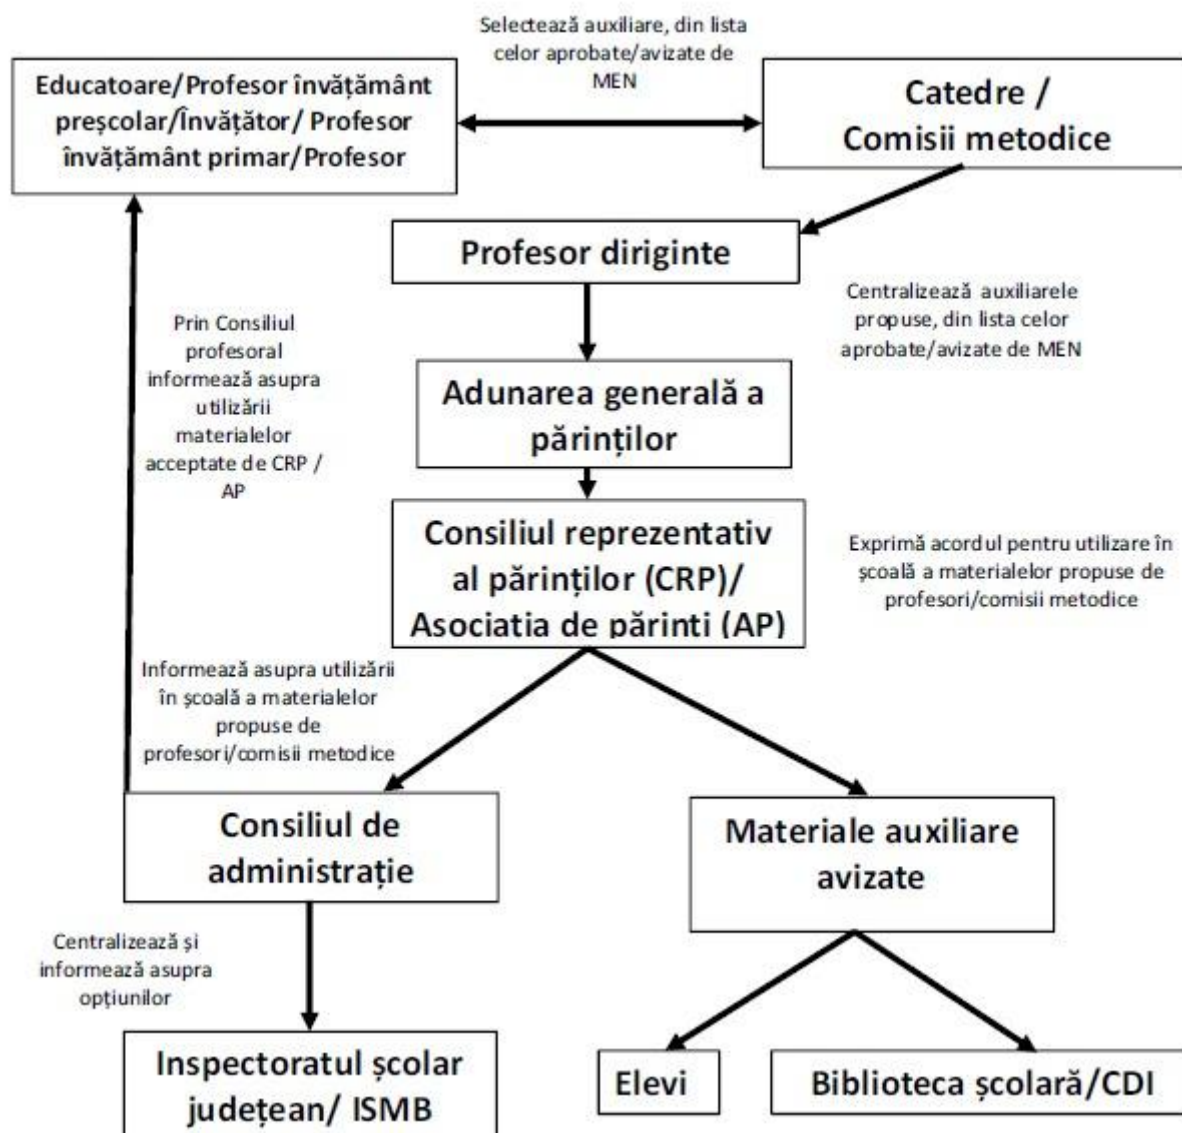 Selectează auxiliare, din lista
celor aprobate/avizate de
MEN
Educatoare/Profesor învățământ
preșcolar/Învățător/ Profesor
învățământ primar/Profesor
Catedre /
Comisii metodice
Profesor diriginte
Centralizează auxiliarele
propuse, din lista celor
aprobate/avizate de MEN
Prin Consiliul
profesoral
informează asupra
utilizării
materialelor
acceptate de CRP /
AP
Adunarea generală a
părinților
Consiliul reprezentativ
al părinților (CRP)/
Asociatia de părinti (AP)
Exprimă acordul pentru utilizare în
școală a materialelor propuse de
profesori/comisii metodice
Informează asupra utilizării
în școală a materialelor
propuse de
profesori/comisii metodice
Consiliul de
administrație
Materiale auxiliare
avizate
Centralizează și
informează asupra
opțiunilor
Inspectoratul școlar
județean/ ISMB
Elevi
Biblioteca școlară/CDI